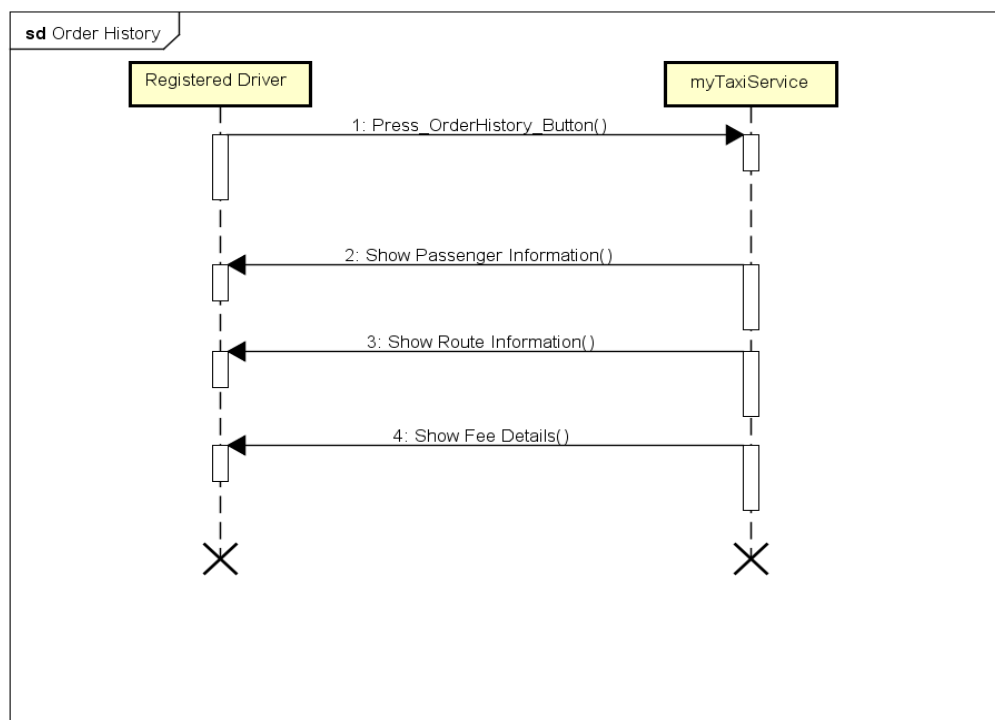 sd Order History
Registered Driver
myTaxiService
1: Press_OrderHistory_Button()
2: Show Passenger Information()
3: Show Route Information()
4: Show Fee Details()